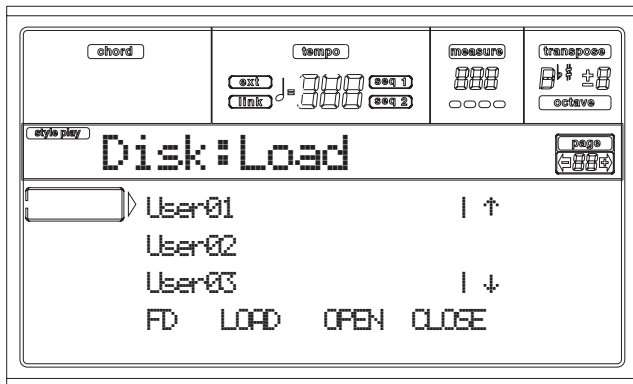 chord tempo measure transpose
ext link seq 1 seq 2
octave
style play Disk:Load page
User01 | ↑
User02
User03 | ↓
FD LOAD OPEN CLOSE